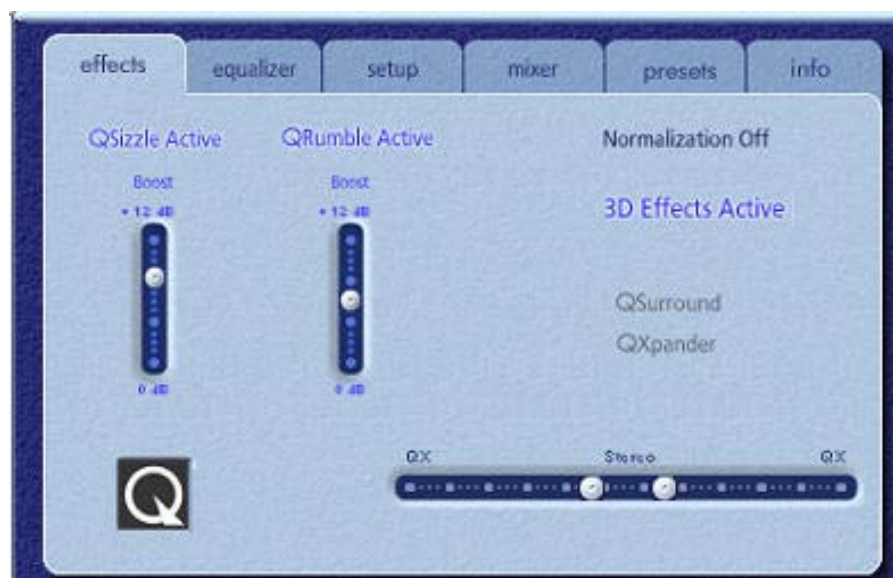 effects equalizer setup mixer presets info
QSizzle Active QRumble Active Normalization Off
Boost Boost
+ 12 dB + 12 dB
3D Effects Active
QSurround
QXpander
0 dB 0 dB
QX Stereo QX
Q